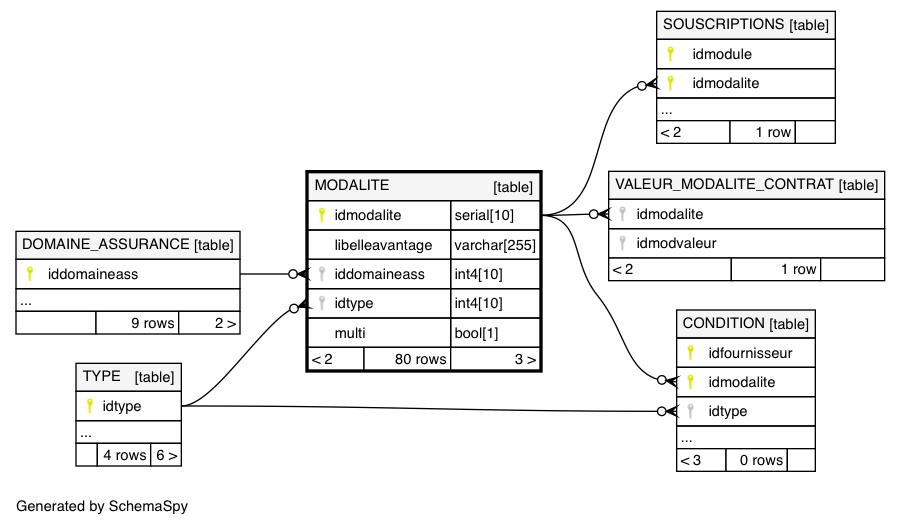 SOUSCRIPTIONS [table]
idmodule
idmodalite
...
< 2 1 row
MODALITE [table]
idmodalite serial[10]
libelleavantage varchar[255]
iddomaineass int4[10]
idtype int4[10]
multi bool[1]
< 2 80 rows 3 >
VALEUR_MODALITE_CONTRAT [table]
idmodalite
idmodvaleur
< 2 1 row
DOMAINE_ASSURANCE [table]
iddomaineass
...
9 rows 2 >
CONDITION [table]
idfournisseur
idmodalite
idtype
...
< 3 0 rows
TYPE [table]
idtype
...
4 rows 6 >
Generated by SchemaSpy